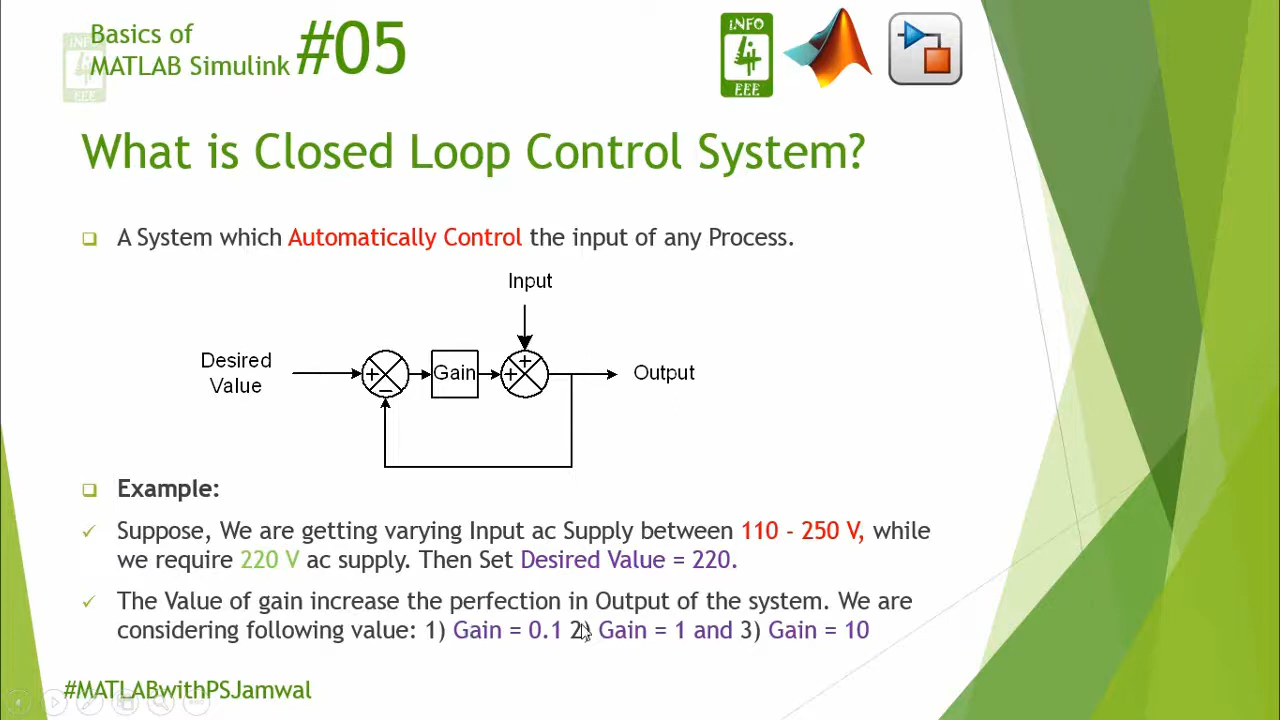 Basics of
MATLAB Simulink
#05
INFO
4
EEE
INFO
4
EEE
What is Closed Loop Control System?
A System which Automatically Control the input of any Process.
Input
Desired
Value
+
−
Gain
+
+
Output
Example:
Suppose, We are getting varying Input ac Supply between 110 - 250 V, while
we require 220 V ac supply. Then Set Desired Value = 220.
The Value of gain increase the perfection in Output of the system. We are
considering following value: 1) Gain = 0.1 2) Gain = 1 and 3) Gain = 10
#MATLABwithPSJamwal